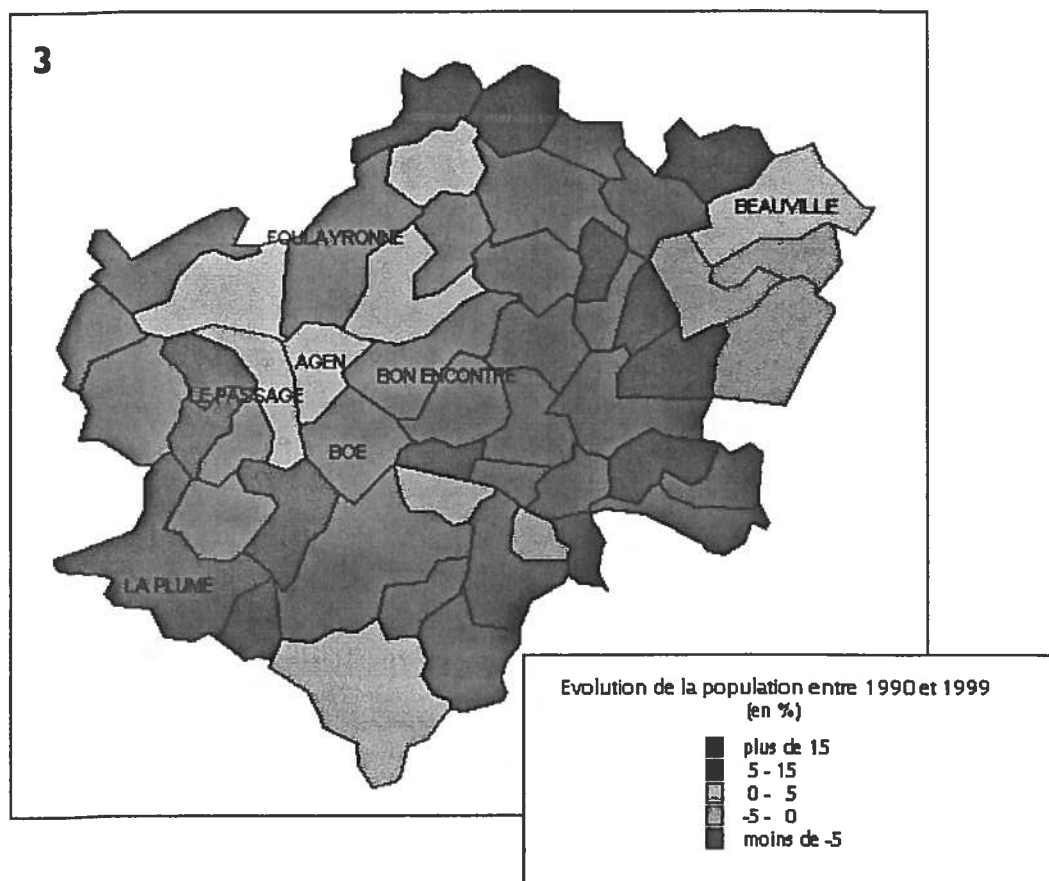 3
BEAUVILLE
FOULAYRONNE
AGEN
BON ENCONTRE
LE PASSAGE
BOE
LA PLUME
Evolution de la population entre 1990 et 1999
(en %)
plus de 15
5 - 15
0 - 5
-5 - 0
moins de -5